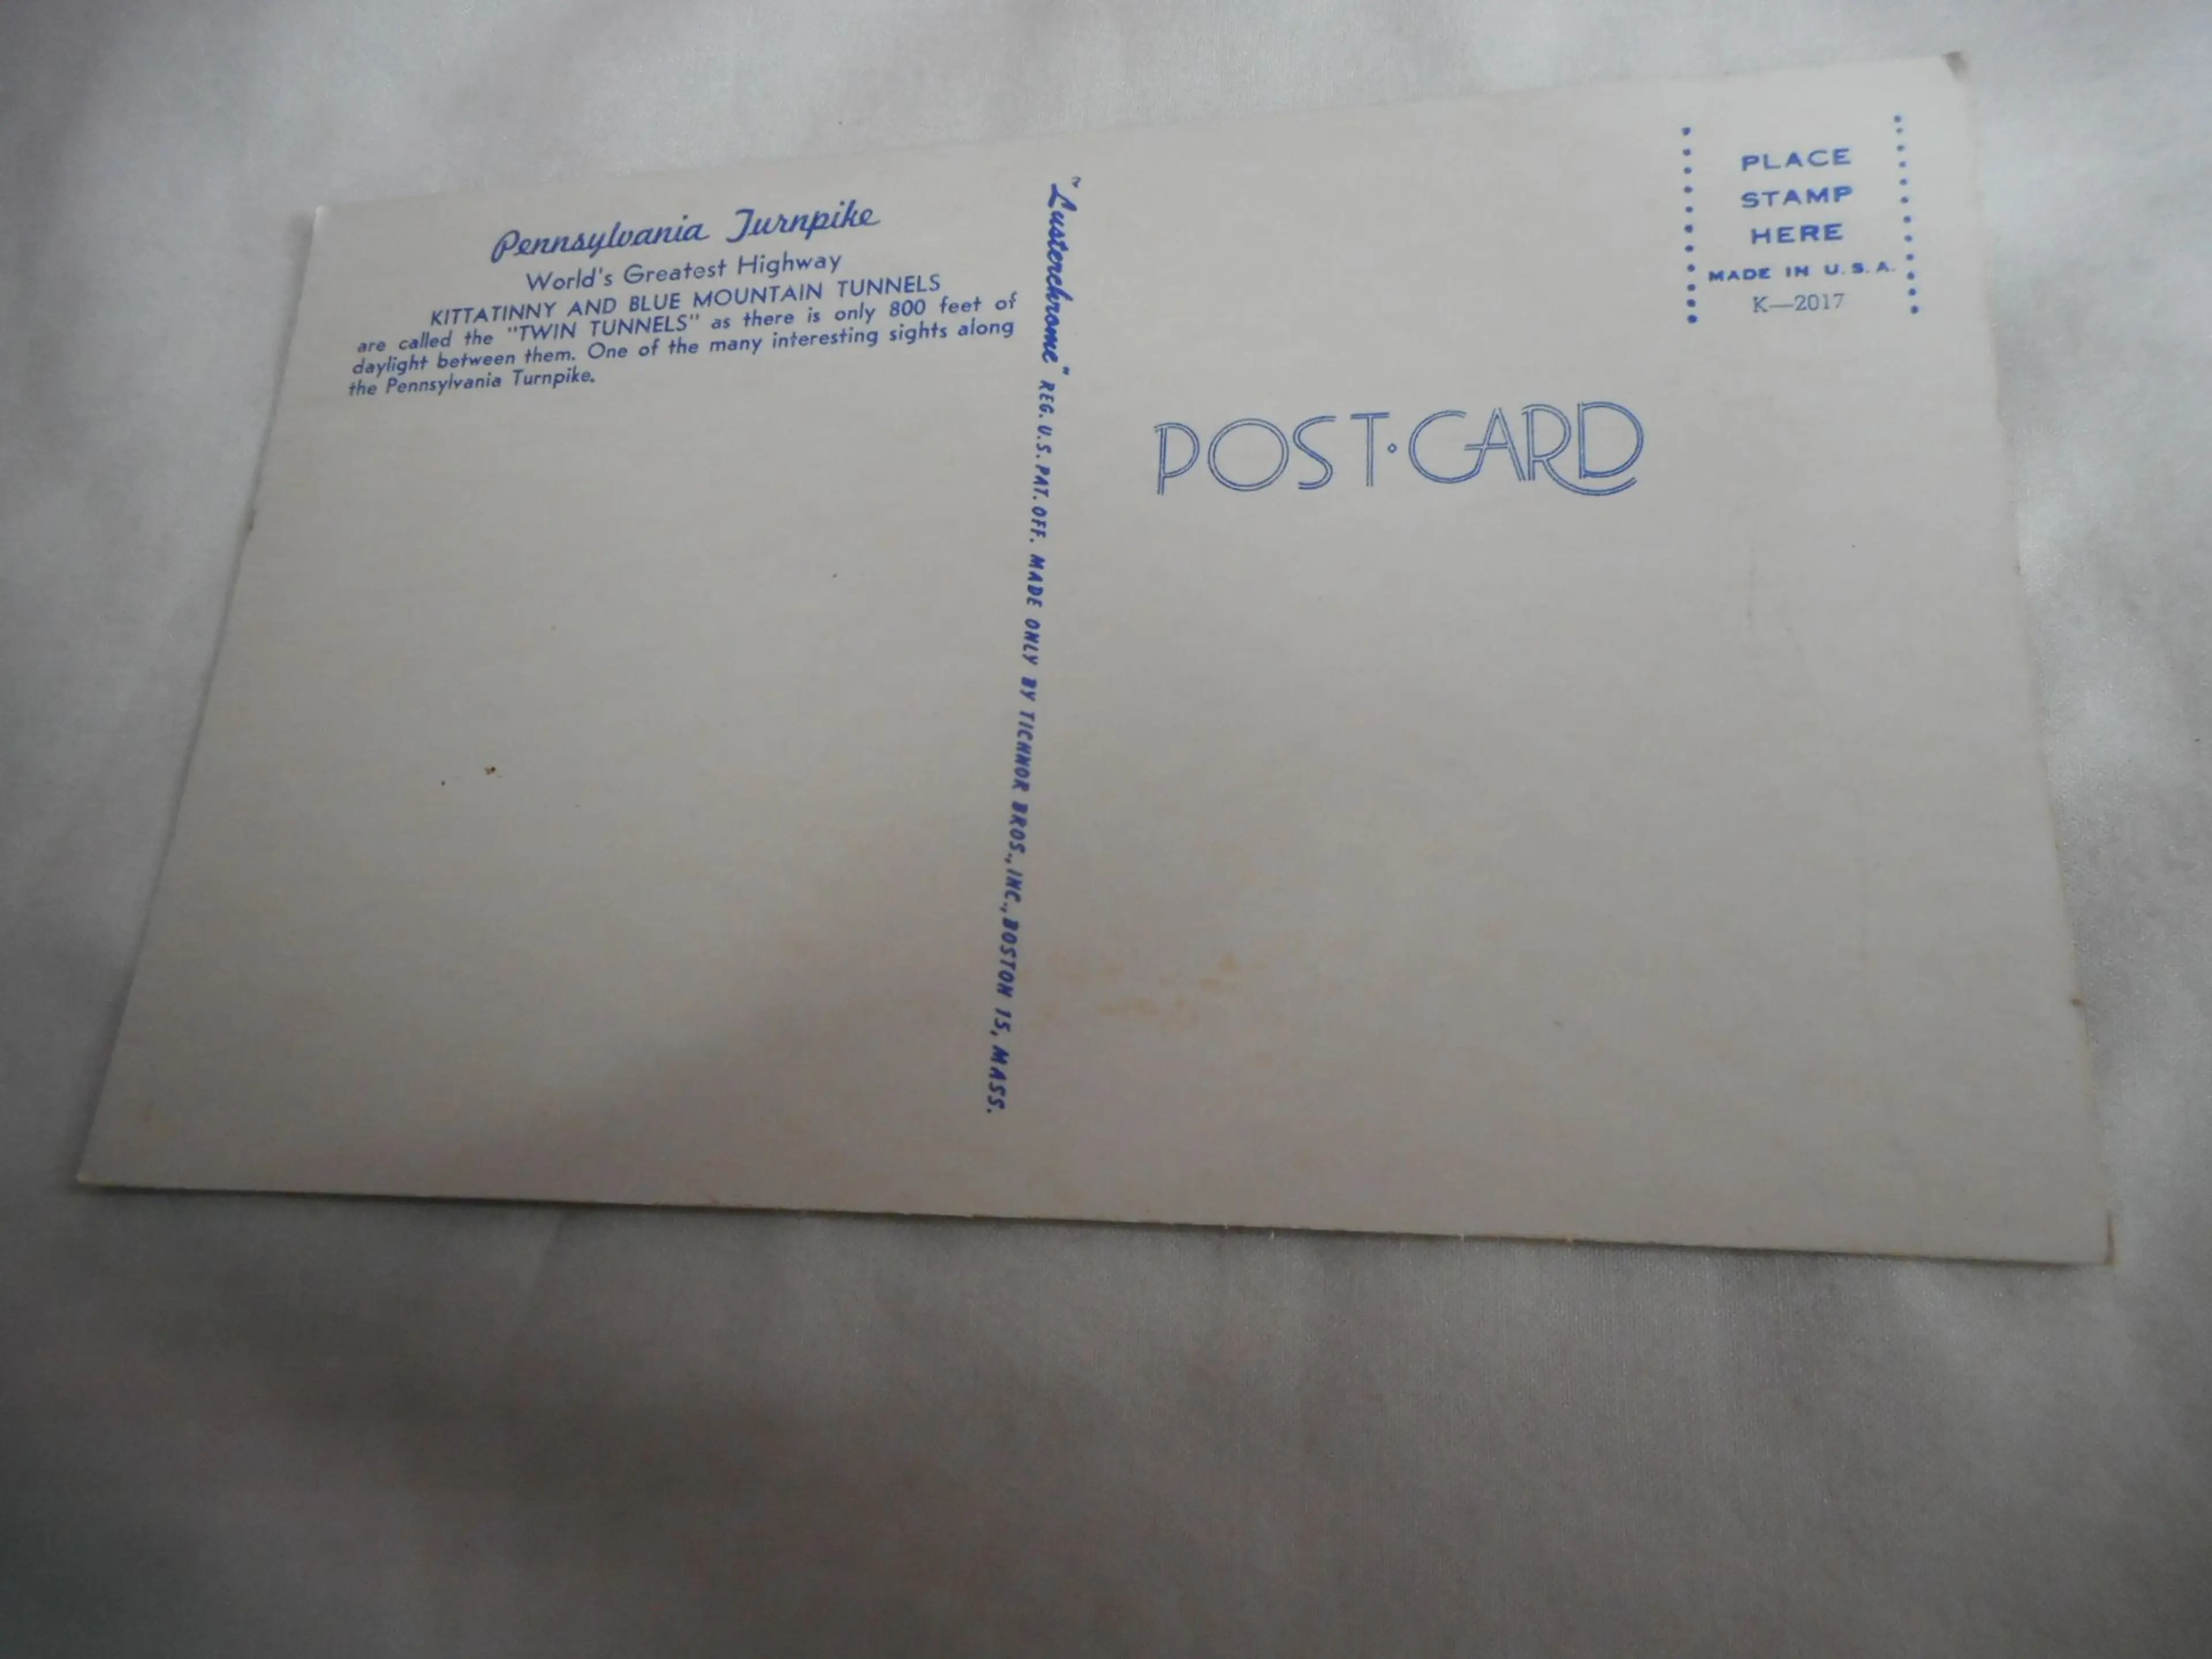 Pennsylvania Turnpike
World's Greatest Highway
KITTATINNY AND BLUE MOUNTAIN TUNNELS
are called the "TWIN TUNNELS" as there is only 800 feet of
daylight between them. One of the many interesting sights along
the Pennsylvania Turnpike.
"Lusterchrome" REG. U.S. PAT. OFF. MADE ONLY BY TICHNOR BROS., INC., BOSTON 15, MASS.
PLACE
STAMP
HERE
MADE IN U.S.A.
K—2017
POST·CARD